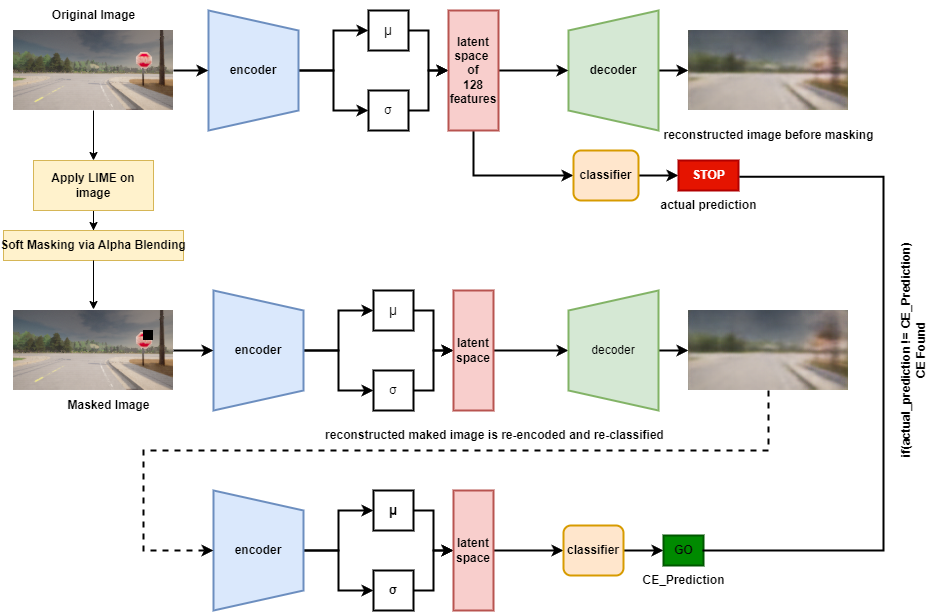 Original Image
encoder
μ
σ
latent
space
of
128
features
decoder
reconstructed image before masking
classifier
STOP
actual prediction
Apply LIME on
image
Soft Masking via Alpha Blending
Masked Image
encoder
μ
σ
latent
space
decoder
if(actual_prediction != CE_Prediction)
CE Found
reconstructed maked image is re-encoded and re-classified
encoder
μ
σ
latent
space
classifier
GO
CE_Prediction